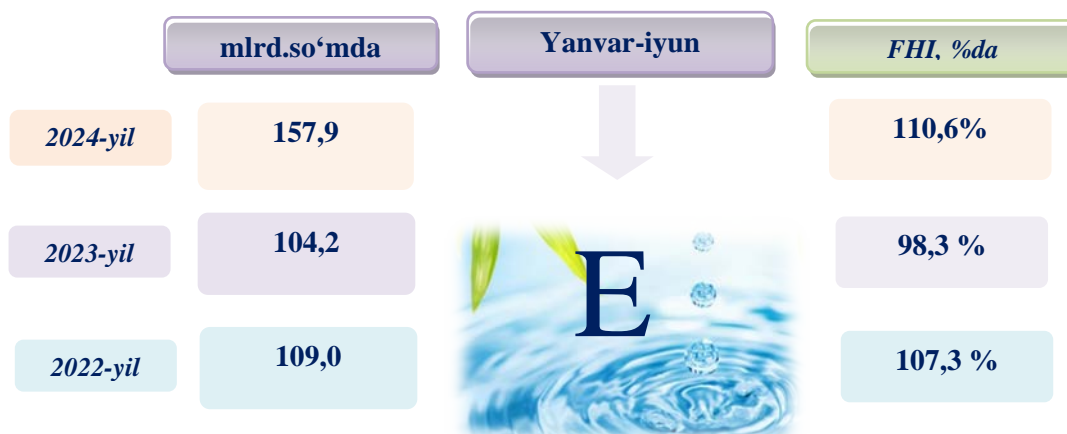 mlrd.so‘mda Yanvar-iyun FHI, %da
2024-yil 157,9 110,6%
2023-yil 104,2 98,3 %
E
2022-yil 109,0 107,3 %